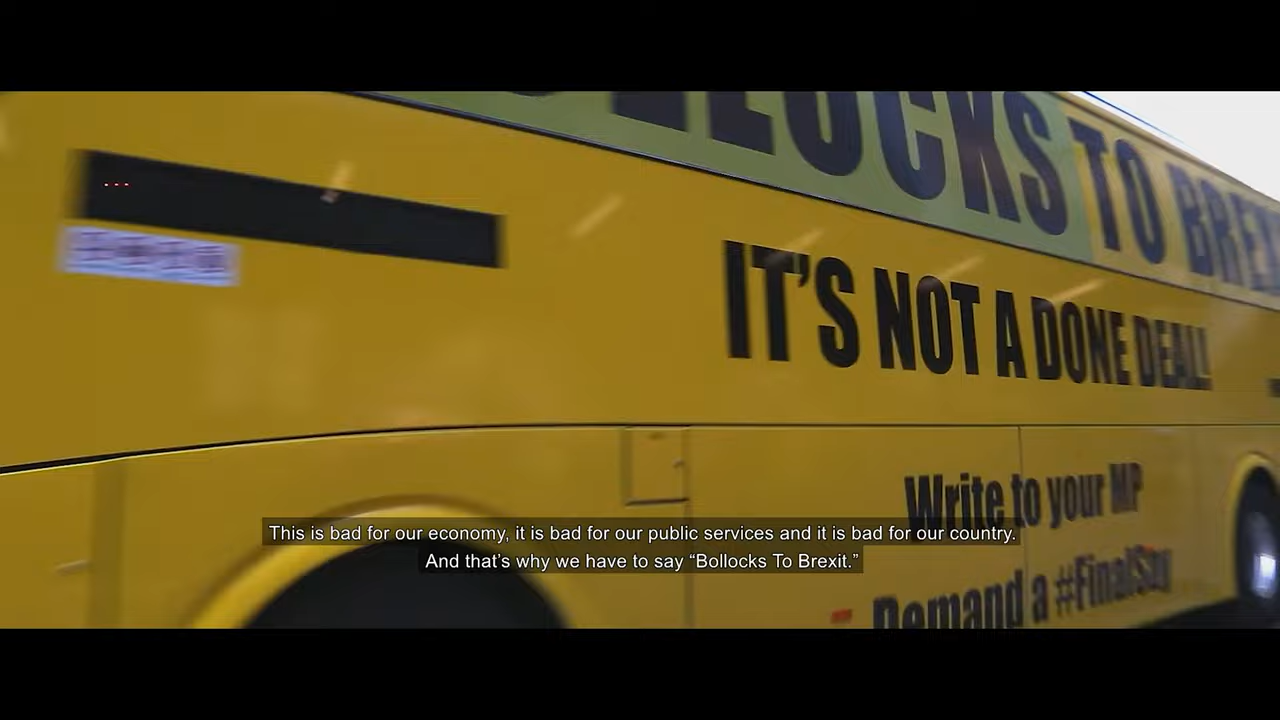 LLOCKS TO BREX
IT'S NOT A DONE DEAL!
Write to your MP
Demand a #FinalSay
This is bad for our economy, it is bad for our public services and it is bad for our country.
And that's why we have to say “Bollocks To Brexit.”